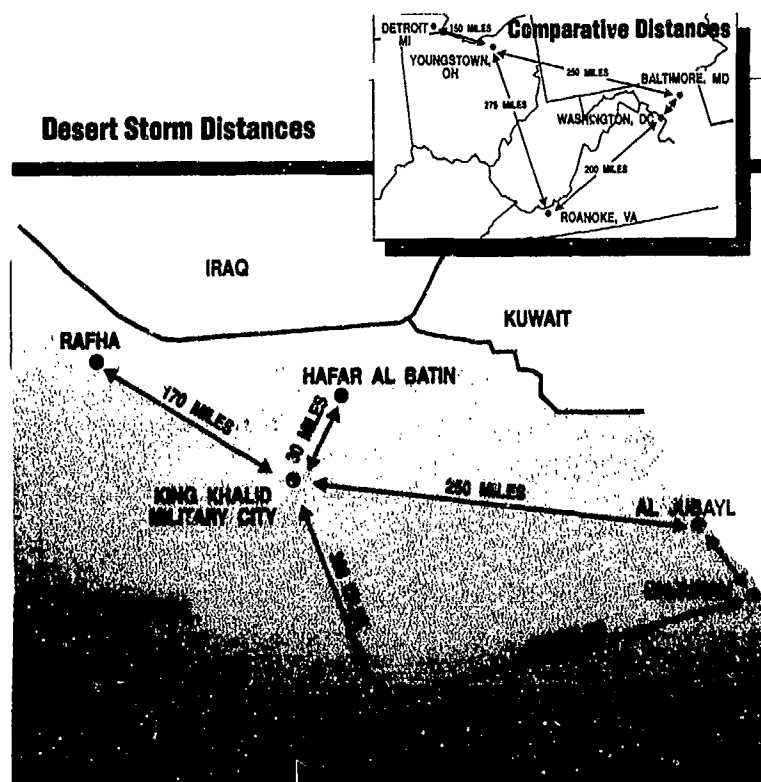 Desert Storm Distances
Comparative Distances
DETROIT
MI
150 MILES
YOUNGSTOWN,
OH
250 MILES
BALTIMORE, MD
275 MILES
WASHINGTON, DC
200 MILES
ROANOKE, VA
IRAQ
KUWAIT
RAFHA
HAFAR AL BATIN
170 MILES
30 MILES
KING KHALID
MILITARY CITY
250 MILES
AL JUBAYL